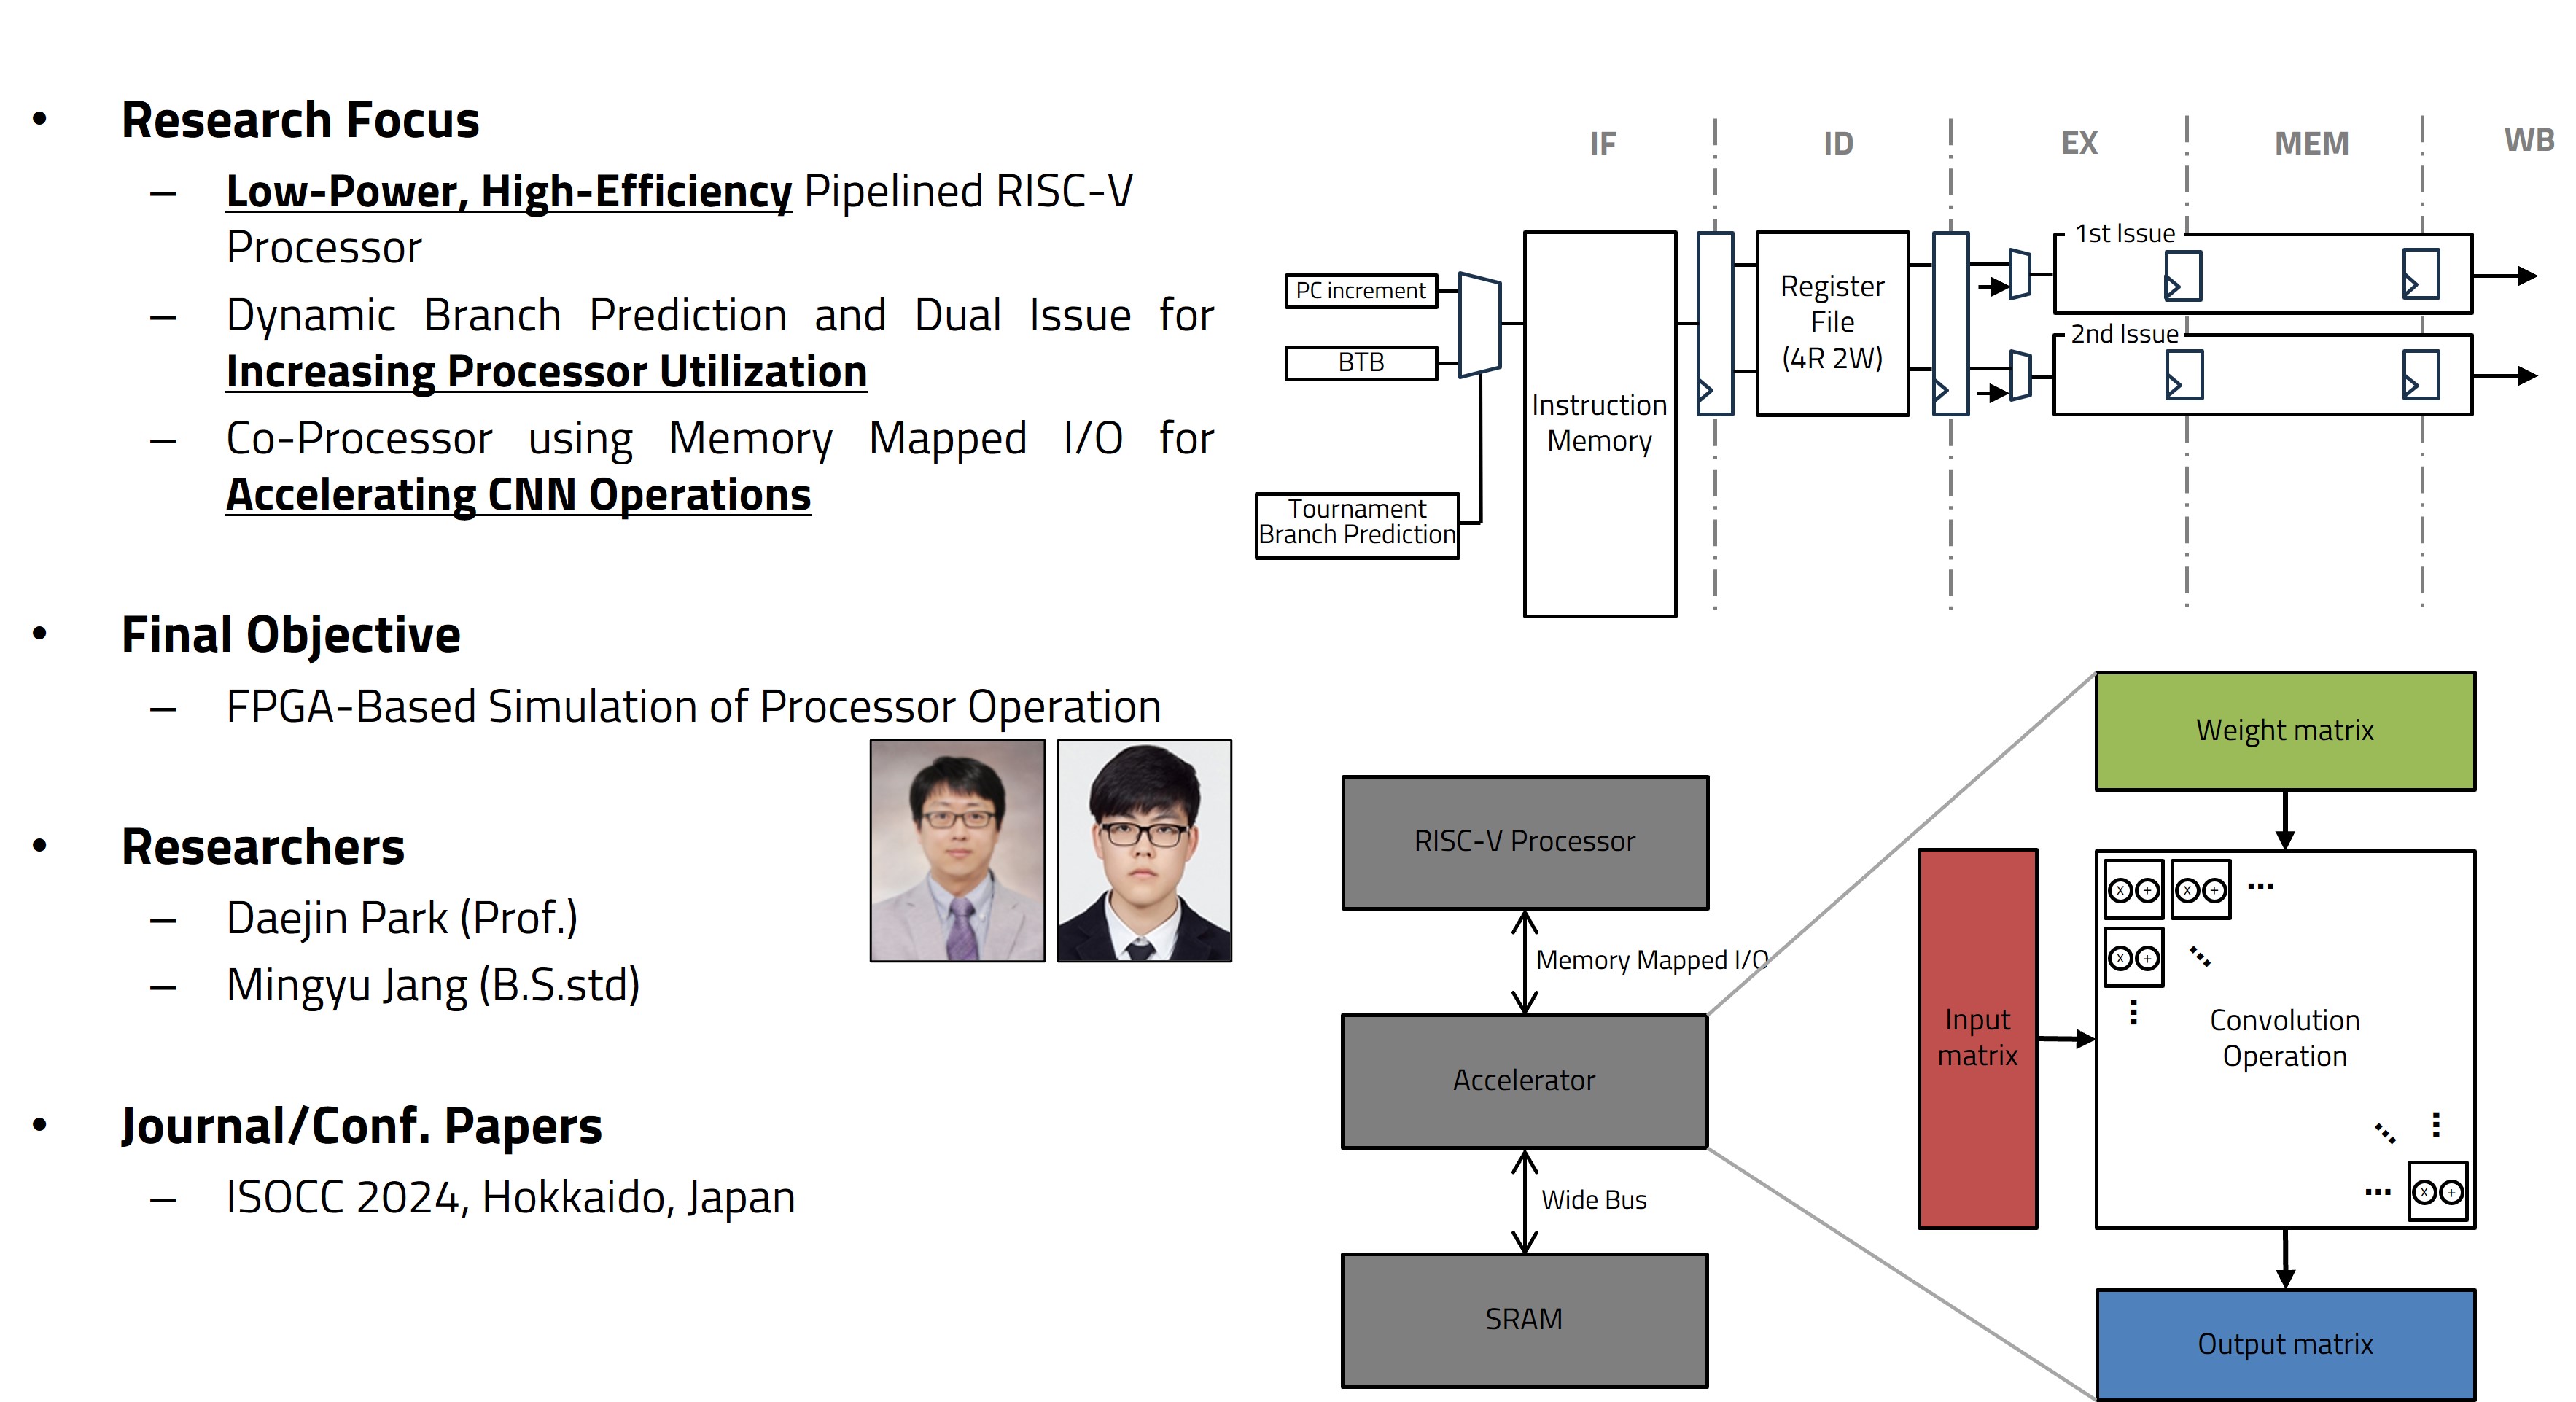 • Research Focus
– Low-Power, High-Efficiency Pipelined RISC-V
Processor
– Dynamic Branch Prediction and Dual Issue for
Increasing Processor Utilization
– Co-Processor using Memory Mapped I/O for
Accelerating CNN Operations
• Final Objective
– FPGA-Based Simulation of Processor Operation
• Researchers
– Daejin Park (Prof.)
– Mingyu Jang (B.S.std)
• Journal/Conf. Papers
– ISOCC 2024, Hokkaido, Japan
IF
ID
EX
MEM
WB
PC increment
BTB
Tournament
Branch Prediction
Instruction
Memory
Register
File
(4R 2W)
1st Issue
2nd Issue
RISC-V Processor
Memory Mapped I/O
Accelerator
Wide Bus
SRAM
Weight matrix
Input
matrix
x + x + ...
x +
Convolution
Operation
... x +
Output matrix